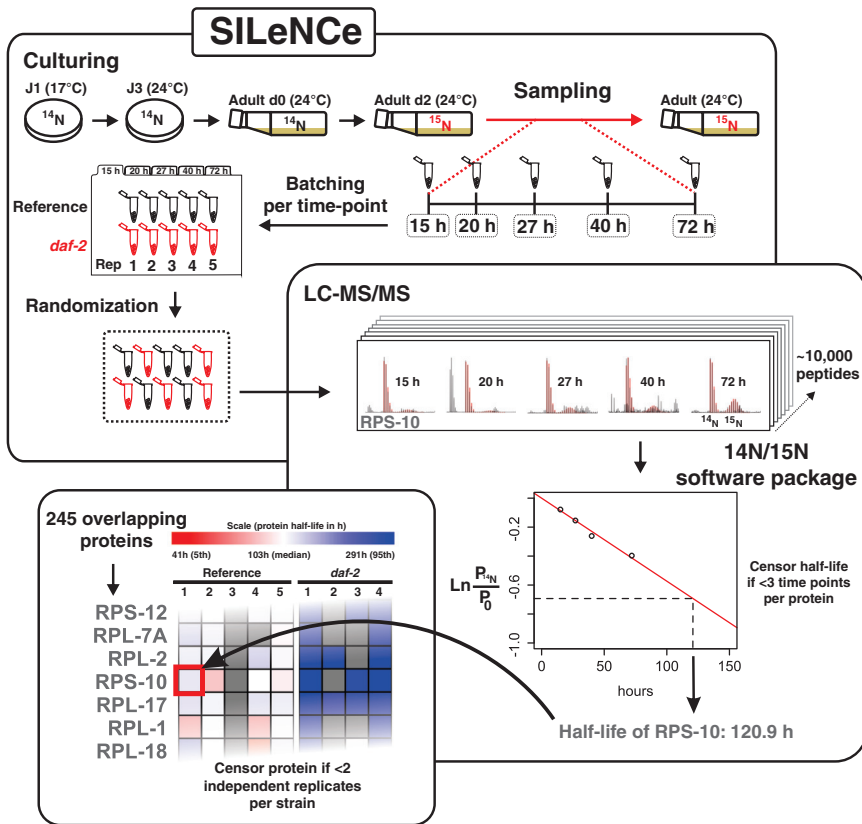 SILeNCe
Culturing
J1 (17°C)
J3 (24°C)
Adult d0 (24°C)
Adult d2 (24°C)
Sampling
Adult (24°C)
14N
14N
14N
15N
15N
15 h
20 h
27 h
40 h
72 h
Batching
per time-point
15 h
20 h
27 h
40 h
72 h
Reference
daf-2
Rep 1 2 3 4 5
Randomization
LC-MS/MS
15 h
20 h
27 h
40 h
72 h
14N 15N
RPS-10
~10,000
peptides
14N/15N
software package
Ln P14N
P0
-0.2
-0.6
-1.0
0
50
100
150
hours
Censor half-life
if <3 time points
per protein
Half-life of RPS-10: 120.9 h
245 overlapping
proteins
Scale (protein half-life in h)
41h (5th)
103h (median)
291h (95th)
Reference
daf-2
1 2 3 4 5
1 2 3 4
RPS-12
RPL-7A
RPL-2
RPS-10
RPL-17
RPL-1
RPL-18
Censor protein if <2
independent replicates
per strain